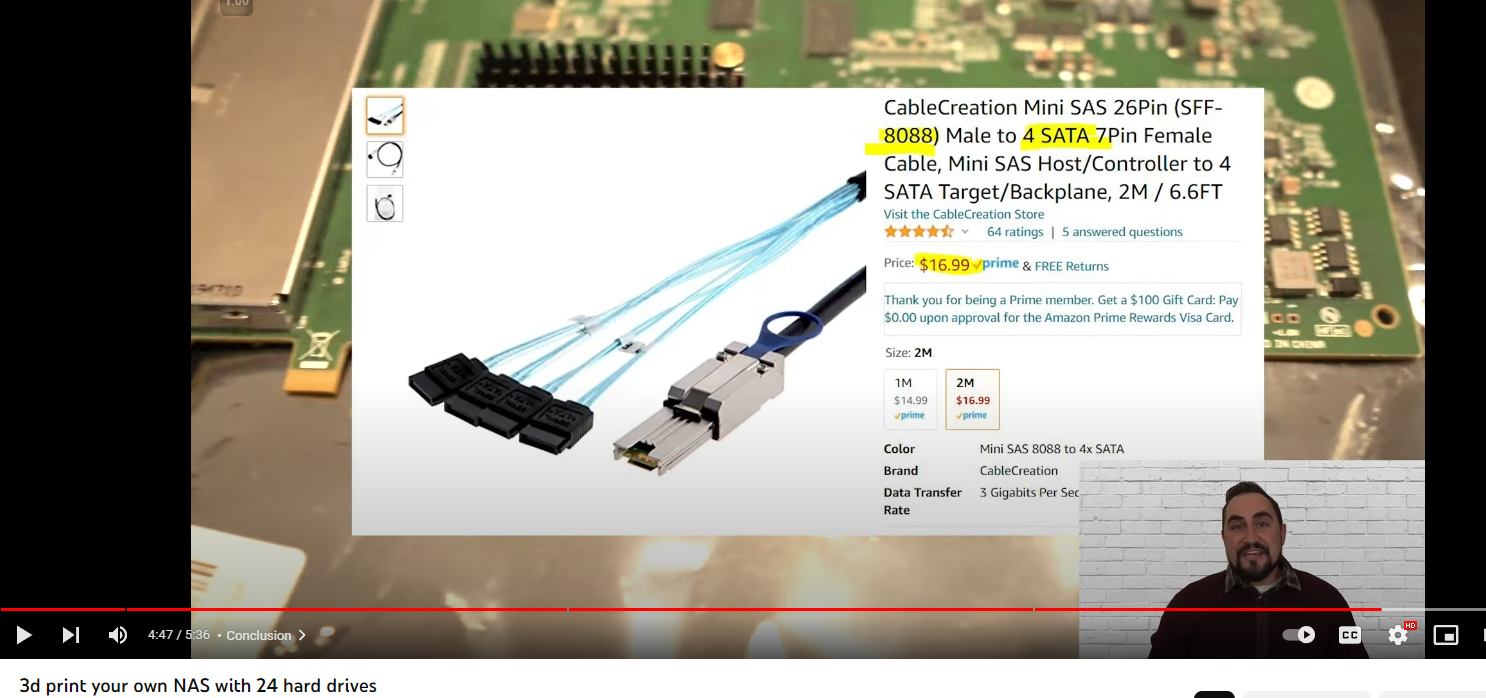 1.00
CableCreation Mini SAS 26Pin (SFF-
8088) Male to 4 SATA 7Pin Female
Cable, Mini SAS Host/Controller to 4
SATA Target/Backplane, 2M / 6.6FT
Visit the CableCreation Store
64 ratings | 5 answered questions
Price: $16.99 prime & FREE Returns
Thank you for being a Prime member. Get a $100 Gift Card: Pay
$0.00 upon approval for the Amazon Prime Rewards Visa Card.
Size: 2M
1M
$14.99
prime
2M
$16.99
prime
Color Mini SAS 8088 to 4x SATA
Brand CableCreation
Data Transfer 3 Gigabits Per Sec
Rate
4:47 / 5:36 • Conclusion
CC
HD
3d print your own NAS with 24 hard drives